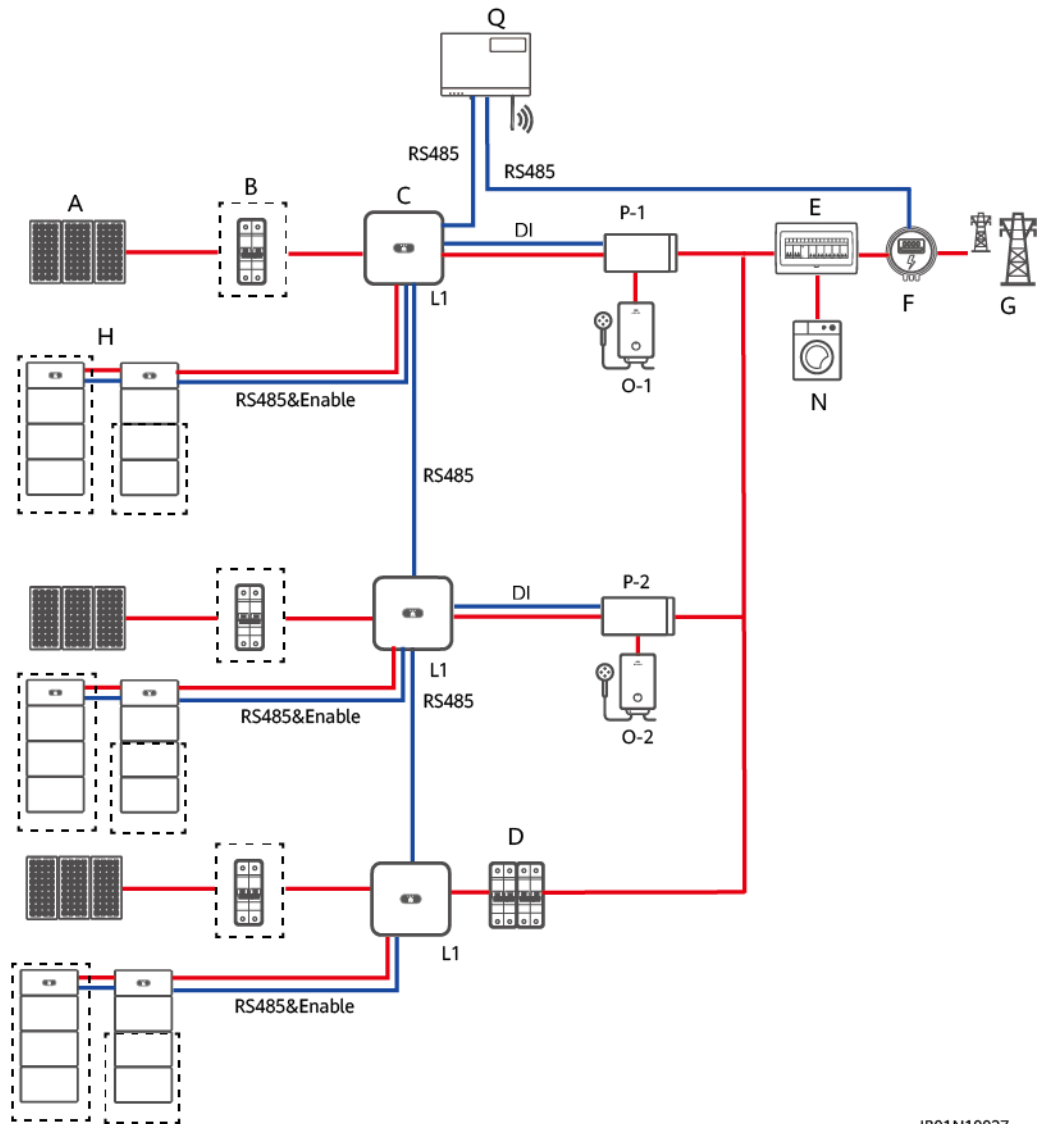 Q
RS485
RS485
A
B
C
DI
P-1
E
L1
F
G
H
O-1
N
RS485&Enable
RS485
DI
P-2
L1
RS485&Enable
RS485
O-2
D
L1
RS485&Enable